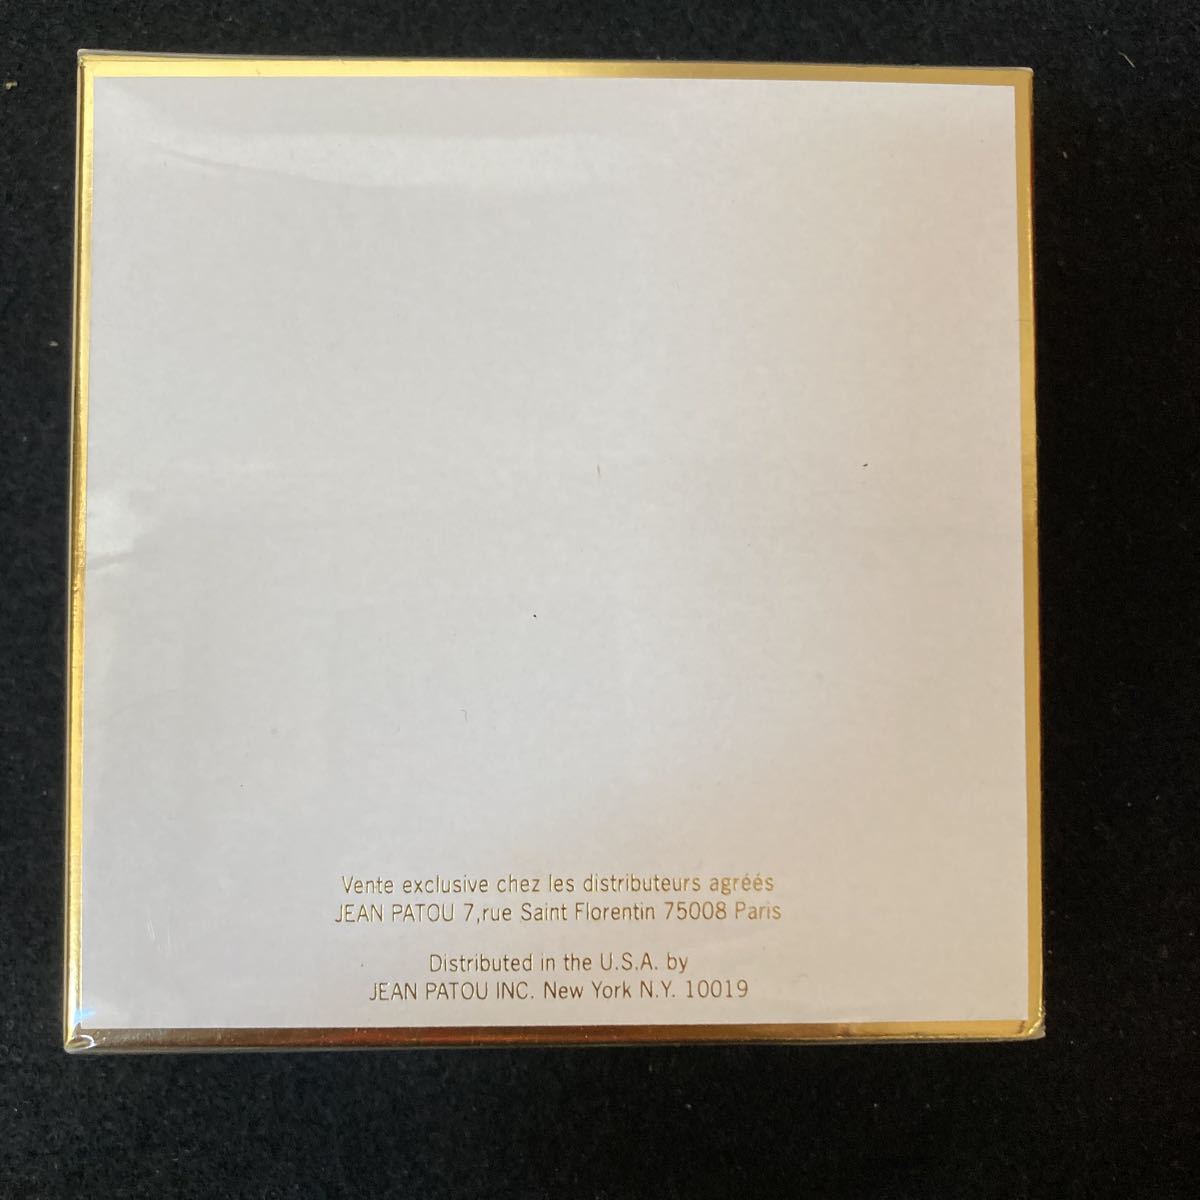 Vente exclusive chez les distributeurs agréés
JEAN PATOU 7,rue Saint Florentin 75008 Paris
Distributed in the U.S.A. by
JEAN PATOU INC. New York N.Y. 10019